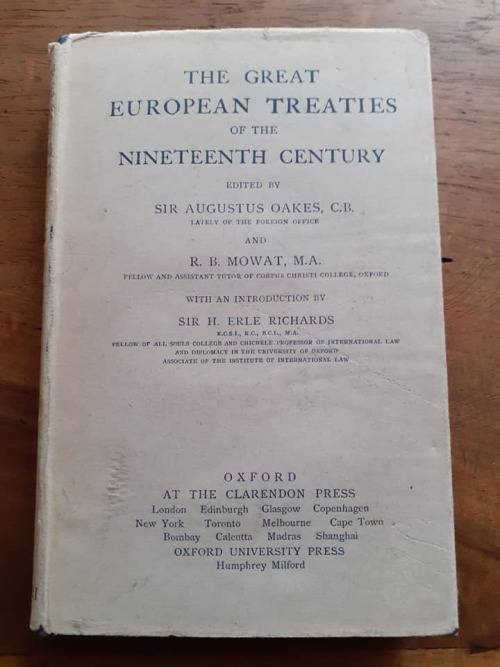 THE GREAT
EUROPEAN TREATIES
OF THE
NINETEENTH CENTURY
EDITED BY
SIR AUGUSTUS OAKES, C.B.
LATELY OF THE FOREIGN OFFICE
AND
R. B. MOWAT, M.A.
FELLOW AND ASSISTANT TUTOR OF CORPUS CHRISTI COLLEGE, OXFORD
WITH AN INTRODUCTION BY
SIR H. ERLE RICHARDS
K.C.S.I., K.C., B.C.L., M.A.
FELLOW OF ALL SOULS COLLEGE AND CHICHELE PROFESSOR OF INTERNATIONAL LAW
AND DIPLOMACY IN THE UNIVERSITY OF OXFORD
ASSOCIATE OF THE INSTITUTE OF INTERNATIONAL LAW
OXFORD
AT THE CLARENDON PRESS
London Edinburgh Glasgow Copenhagen
New York Toronto Melbourne Cape Town
Bombay Calcutta Madras Shanghai
OXFORD UNIVERSITY PRESS
Humphrey Milford